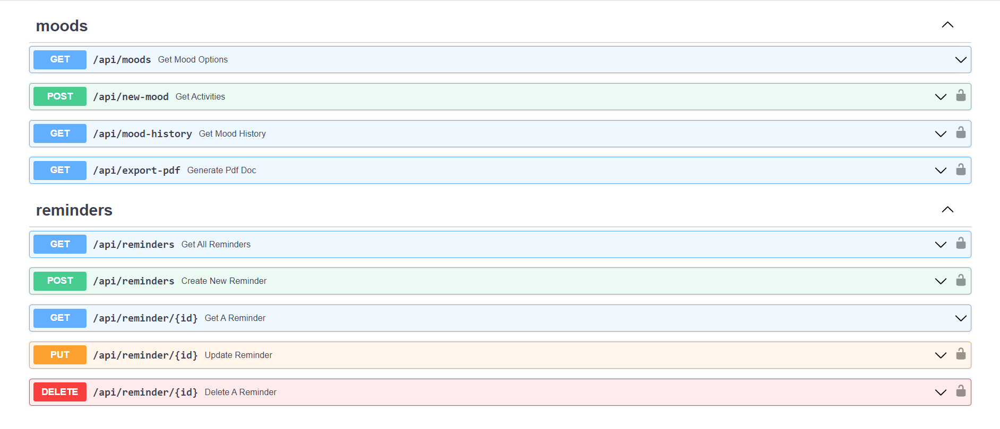 moods
GET /api/moods Get Mood Options
POST /api/new-mood Get Activities
GET /api/mood-history Get Mood History
GET /api/export-pdf Generate Pdf Doc
reminders
GET /api/reminders Get All Reminders
POST /api/reminders Create New Reminder
GET /api/reminder/{id} Get A Reminder
PUT /api/reminder/{id} Update Reminder
DELETE /api/reminder/{id} Delete A Reminder